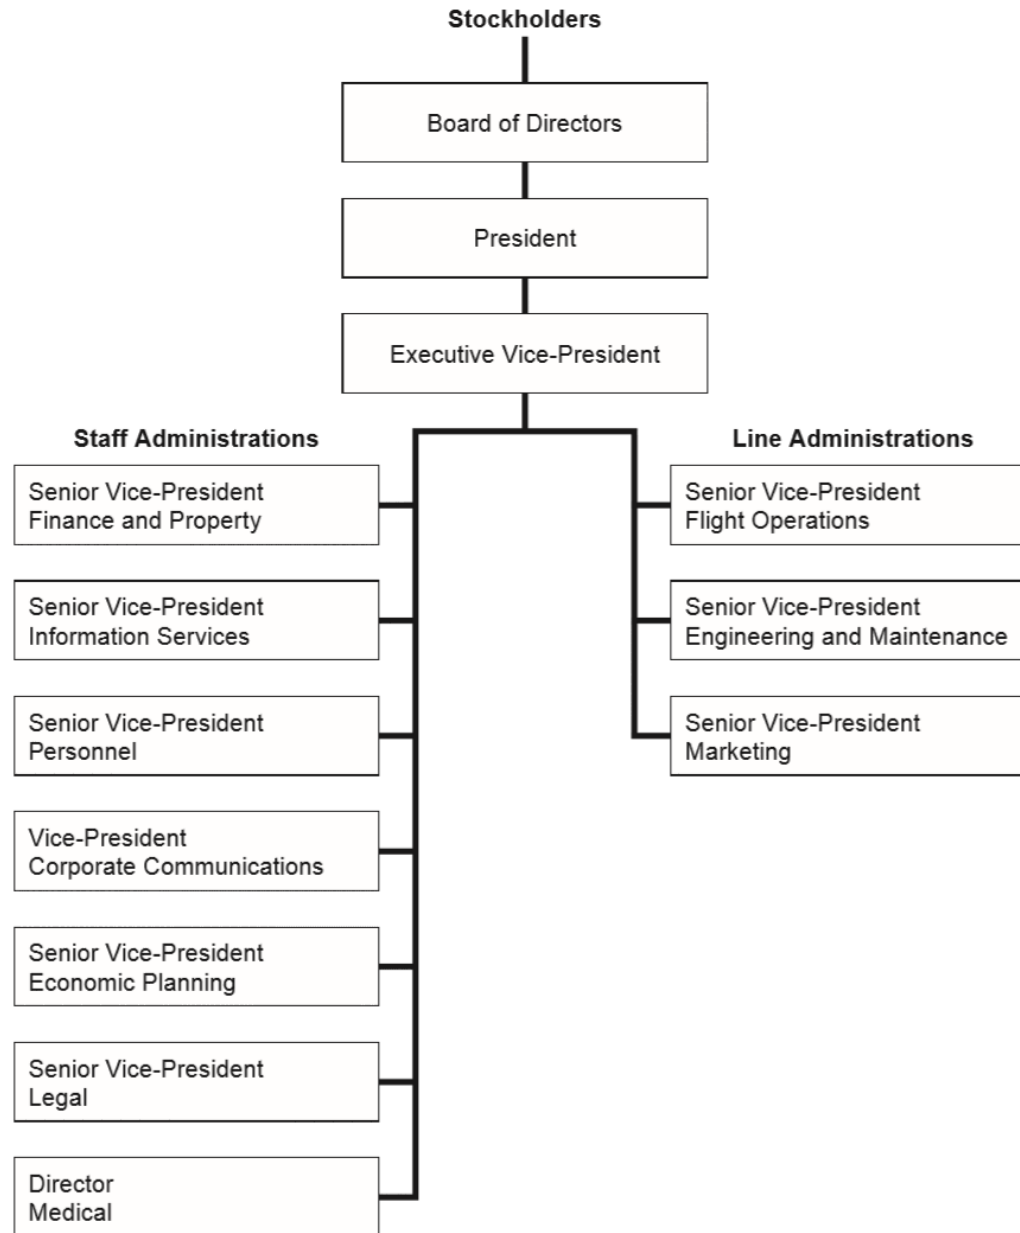 Stockholders
Board of Directors
President
Executive Vice-President
Staff Administrations
Senior Vice-President
Finance and Property
Senior Vice-President
Information Services
Senior Vice-President
Personnel
Vice-President
Corporate Communications
Senior Vice-President
Economic Planning
Senior Vice-President
Legal
Director
Medical
Line Administrations
Senior Vice-President
Flight Operations
Senior Vice-President
Engineering and Maintenance
Senior Vice-President
Marketing